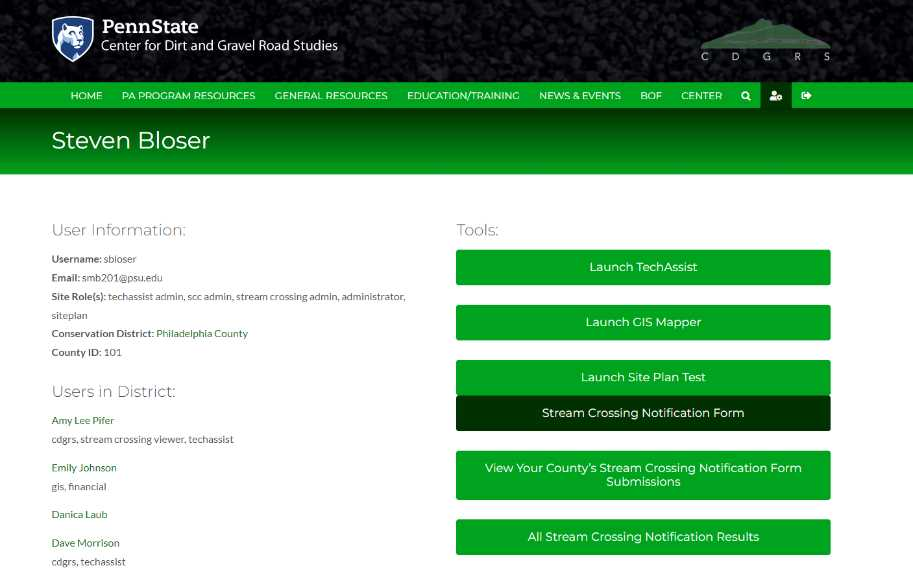 PennState
Center for Dirt and Gravel Road Studies
C D G R S
HOME PA PROGRAM RESOURCES GENERAL RESOURCES EDUCATION/TRAINING NEWS & EVENTS BOF CENTER
Steven Bloser
User Information:
Username: sbloser
Email: smb201@psu.edu
Site Role(s): techassist admin, scc admin, stream crossing admin, administrator,
siteplan
Conservation District: Philadelphia County
County ID: 101
Users in District:
Amy Lee Pifer
cdgrs, stream crossing viewer, techassist
Emily Johnson
gis, financial
Danica Laub
Dave Morrison
cdgrs, techassist
Tools:
Launch TechAssist
Launch GIS Mapper
Launch Site Plan Test
Stream Crossing Notification Form
View Your County's Stream Crossing Notification Form
Submissions
All Stream Crossing Notification Results